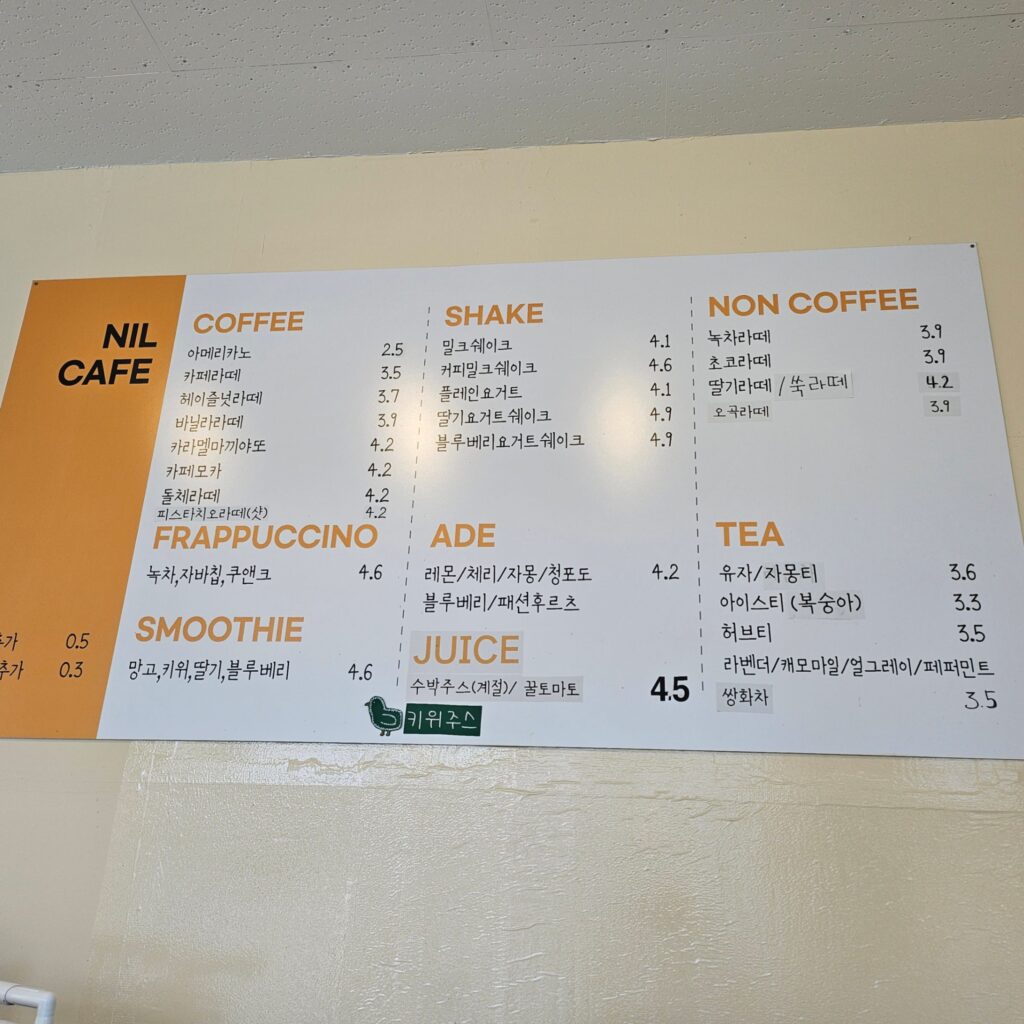 NIL
CAFE
추가 0.5
추가 0.3
COFFEE
아메리카노 2.5
카페라떼 3.5
헤이즐넛라떼 3.7
바닐라라떼 3.9
카라멜마끼야또 4.2
카페모카 4.2
돌체라떼 4.2
피스타치오라떼(샷) 4.2
FRAPPUCCINO
녹차,자바칩,쿠앤크 4.6
SMOOTHIE
망고,키위,딸기,블루베리 4.6
SHAKE
밀크쉐이크 4.1
커피밀크쉐이크 4.6
플레인요거트 4.1
딸기요거트쉐이크 4.9
블루베리요거트쉐이크 4.9
ADE
레몬/체리/자몽/청포도 4.2
블루베리/패션후르츠
JUICE
수박주스(계절)/ 꿀토마토 4.5
키위주스
NON COFFEE
녹차라떼 3.9
초코라떼 3.9
딸기라떼 /쑥라떼 4.2
오곡라떼 3.9
TEA
유자/자몽티 3.6
아이스티 (복숭아) 3.3
허브티 3.5
라벤더/캐모마일/얼그레이/페퍼민트
쌍화차 3.5